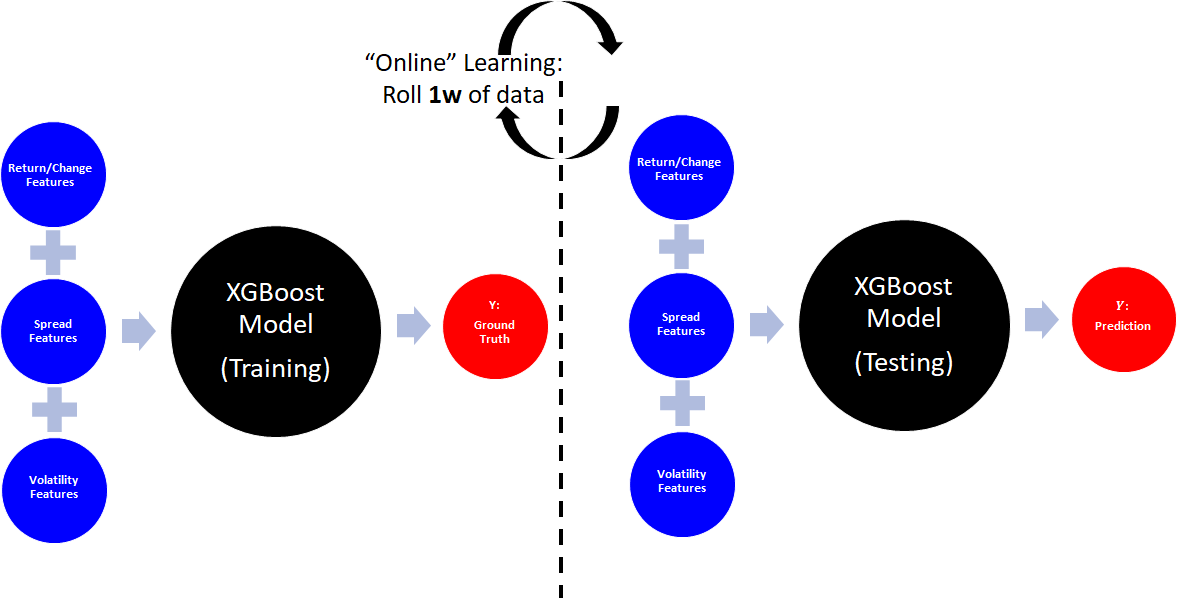 “Online” Learning:
Roll 1w of data
Return/Change
Features
Spread
Features
Volatility
Features
XGBoost
Model
(Training)
Y:
Ground
Truth
Return/Change
Features
Spread
Features
Volatility
Features
XGBoost
Model
(Testing)
Y:
Prediction